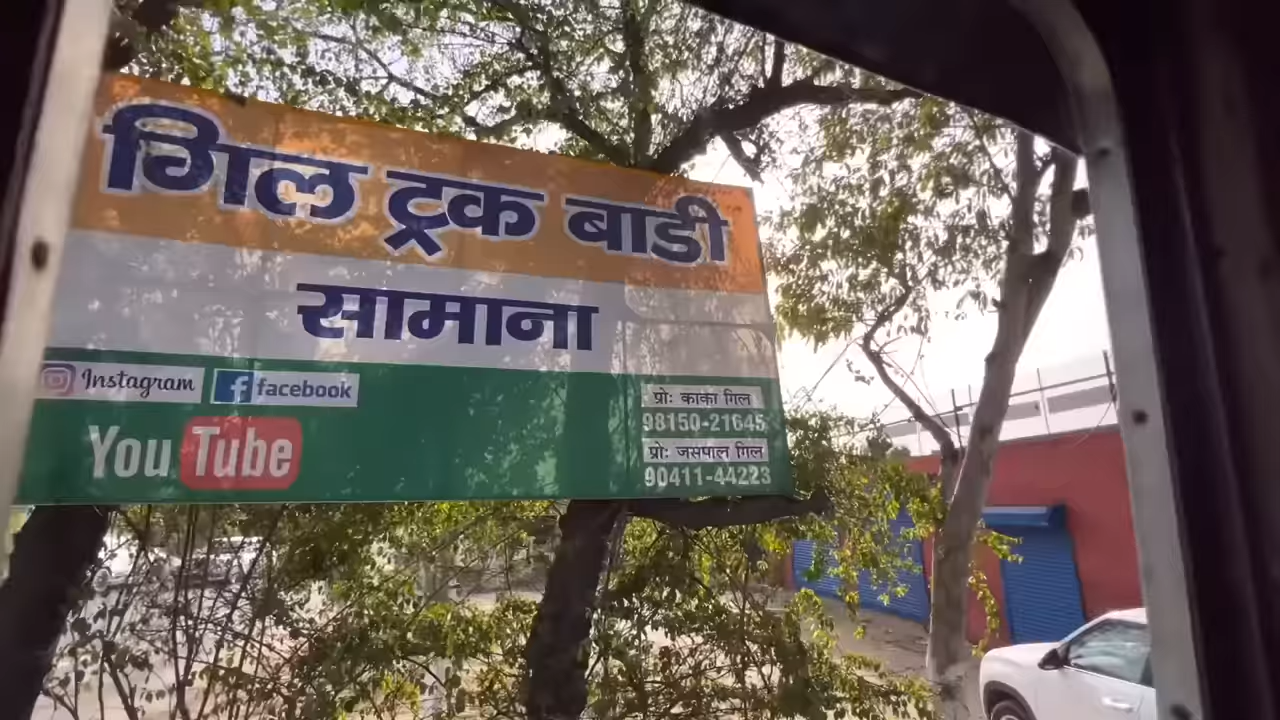 गिल ट्रक बाडी
सामाना
Instagram facebook
YouTube
प्रोः काका गिल
98150-21645
प्रोः जसपाल गिल
90411-44223